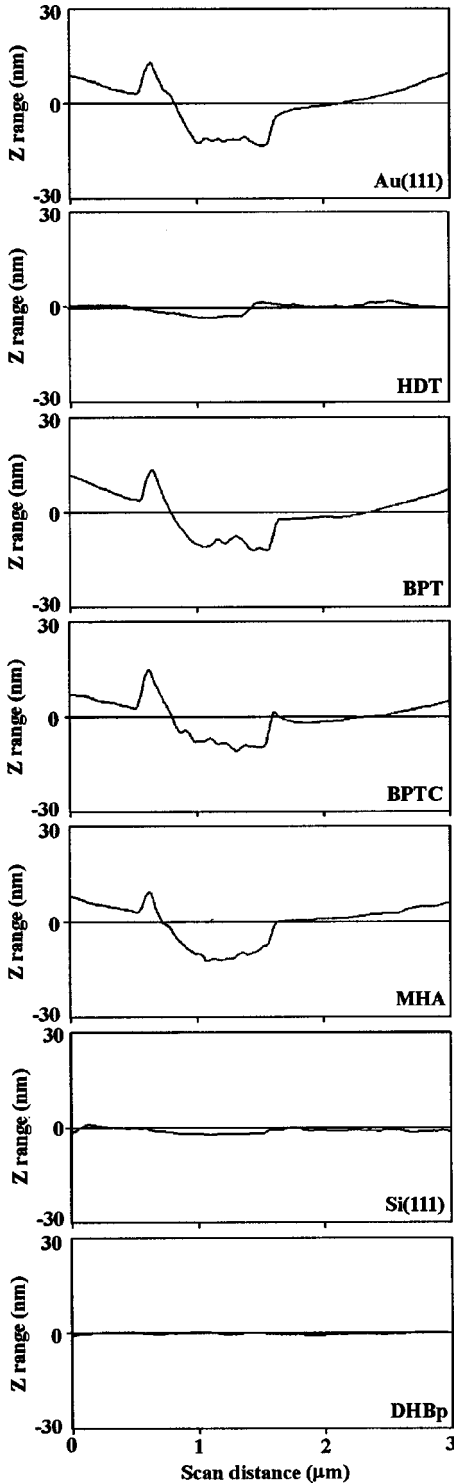 30
Z range (nm)
0
-30
Au(111)
30
Z range (nm)
0
-30
HDT
30
Z range (nm)
0
-30
BPT
30
Z range (nm)
0
-30
BPTC
30
Z range (nm)
0
-30
MHA
30
Z range (nm)
0
-30
Si(111)
30
Z range (nm)
0
-30
DHBp
0 1 2 3
Scan distance (μm)